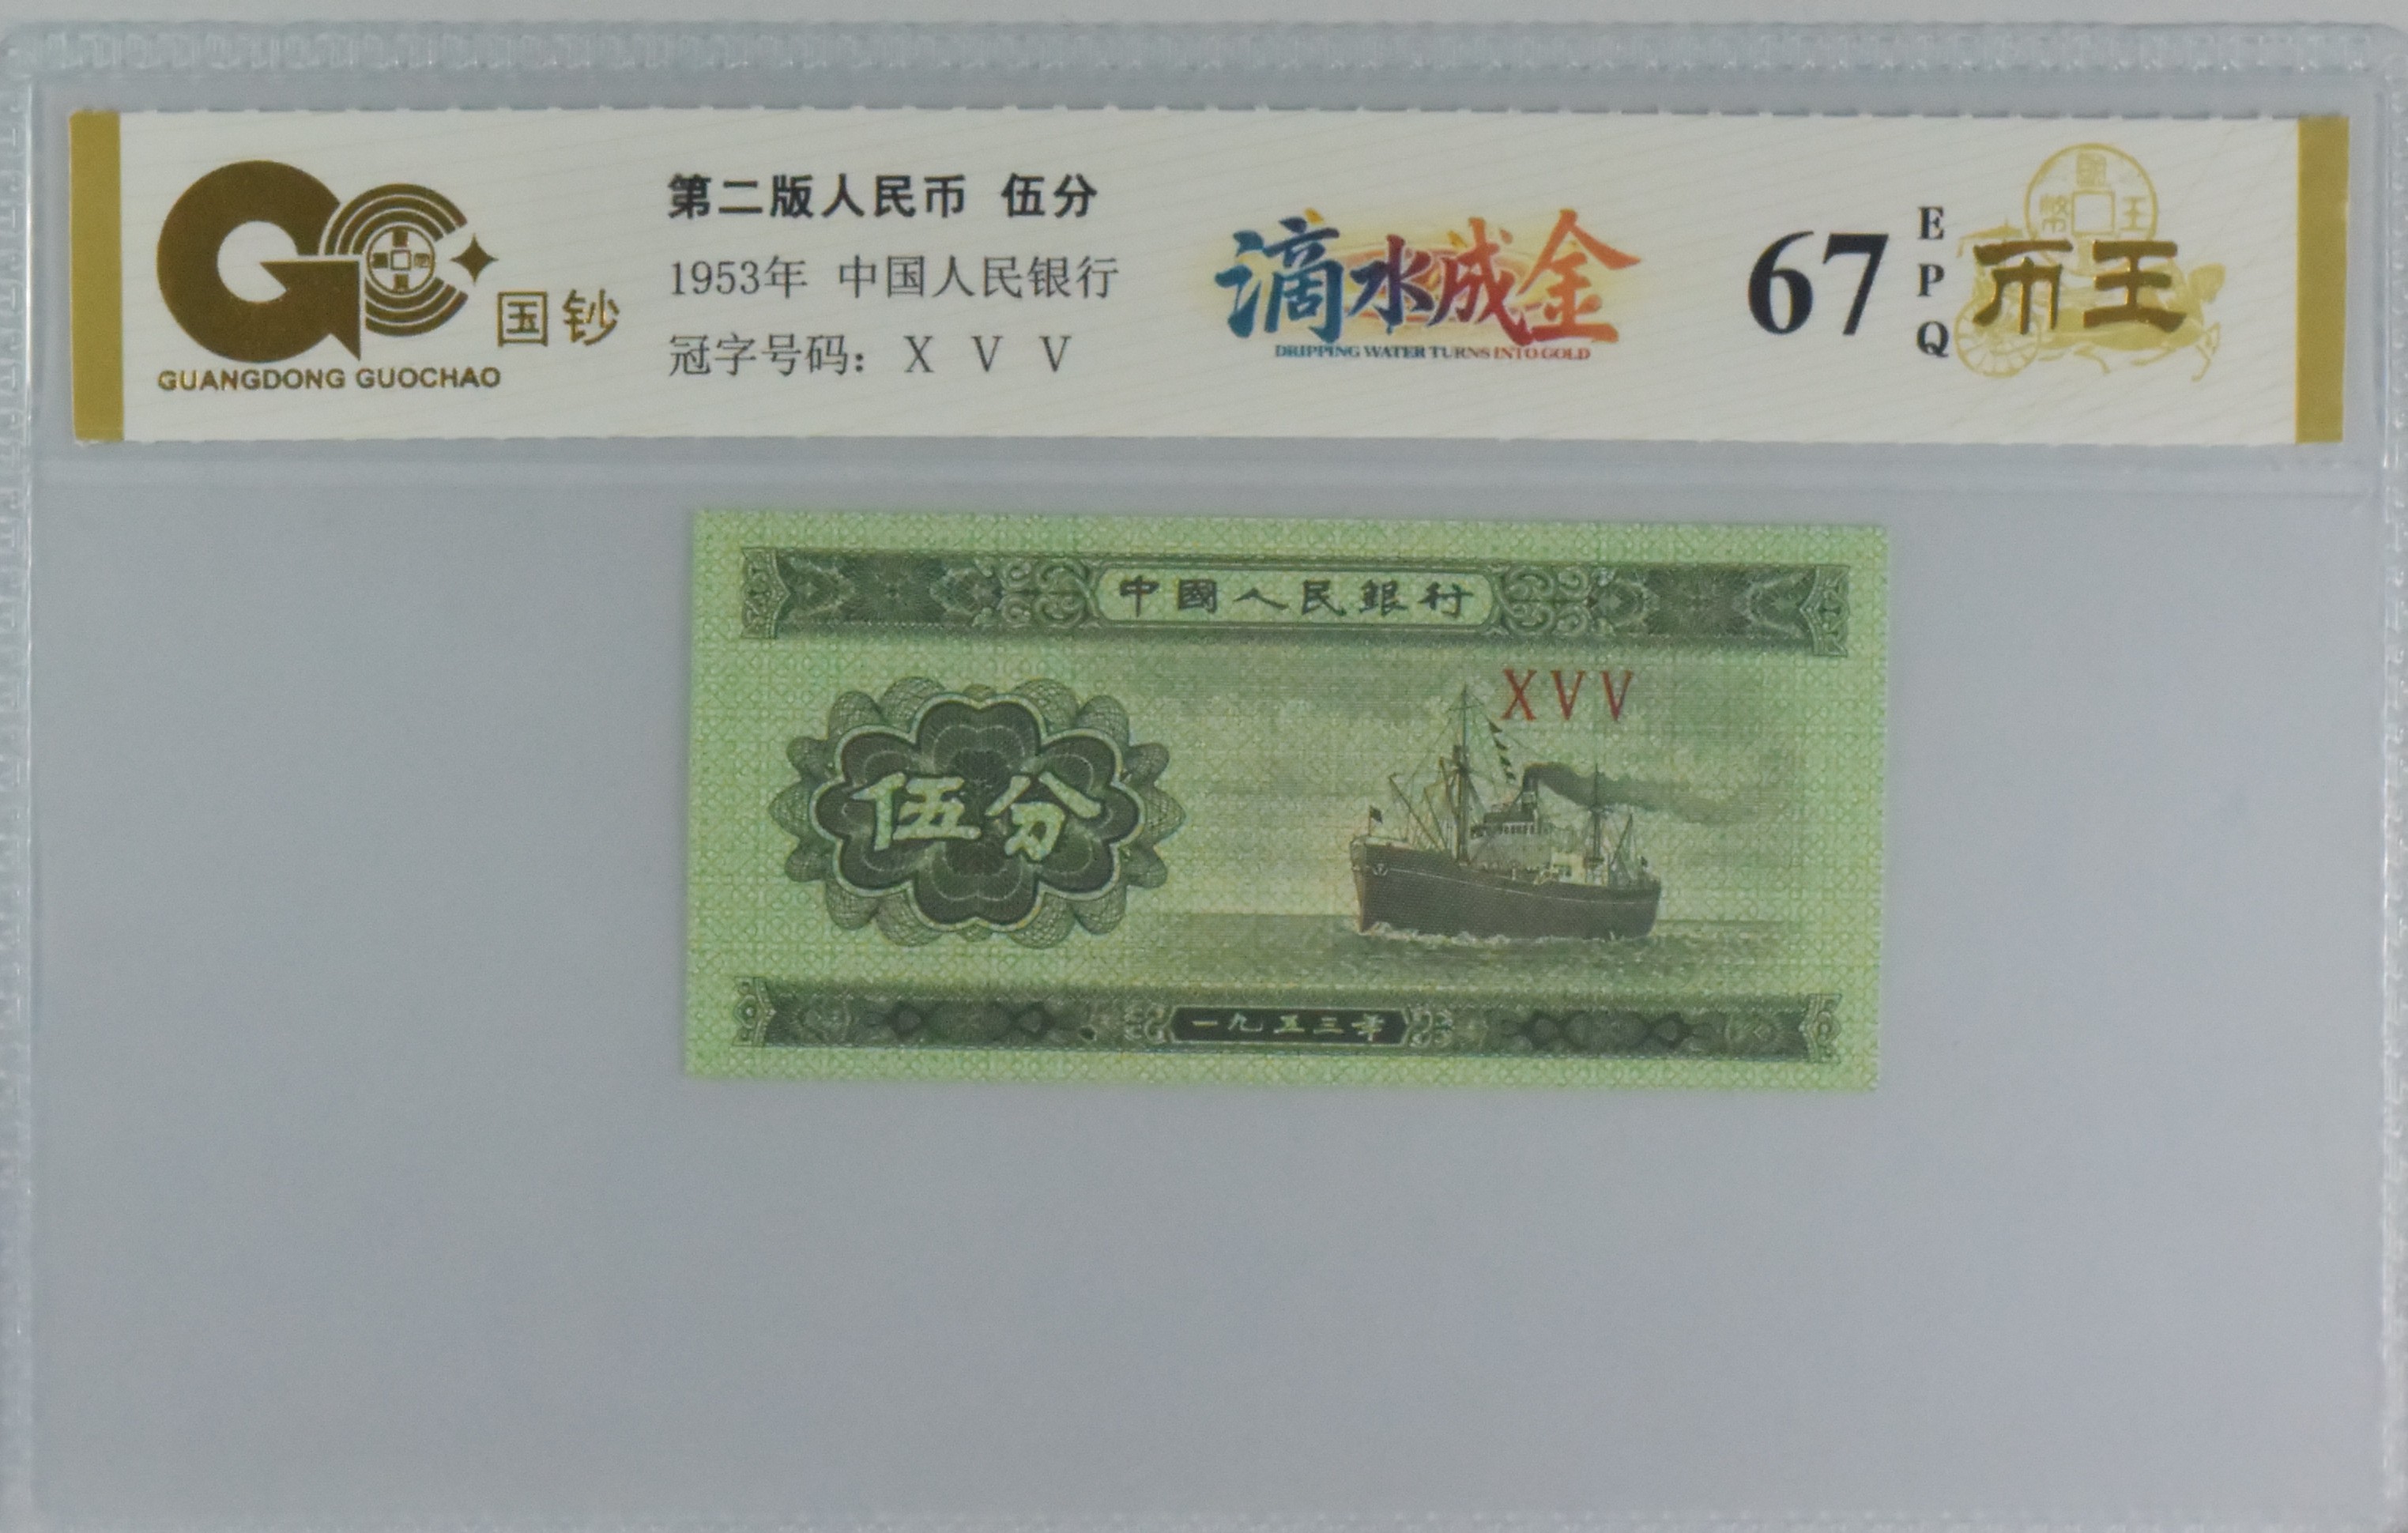 国钞
GUANGDONG GUOCHAO
第二版人民币 伍分
1953年 中国人民银行
冠字号码：X V V
滴水成金
DRIPPING WATER TURNS INTO GOLD
67
EPQ
币王
中國人民銀行
XVV
伍分
一九五三年